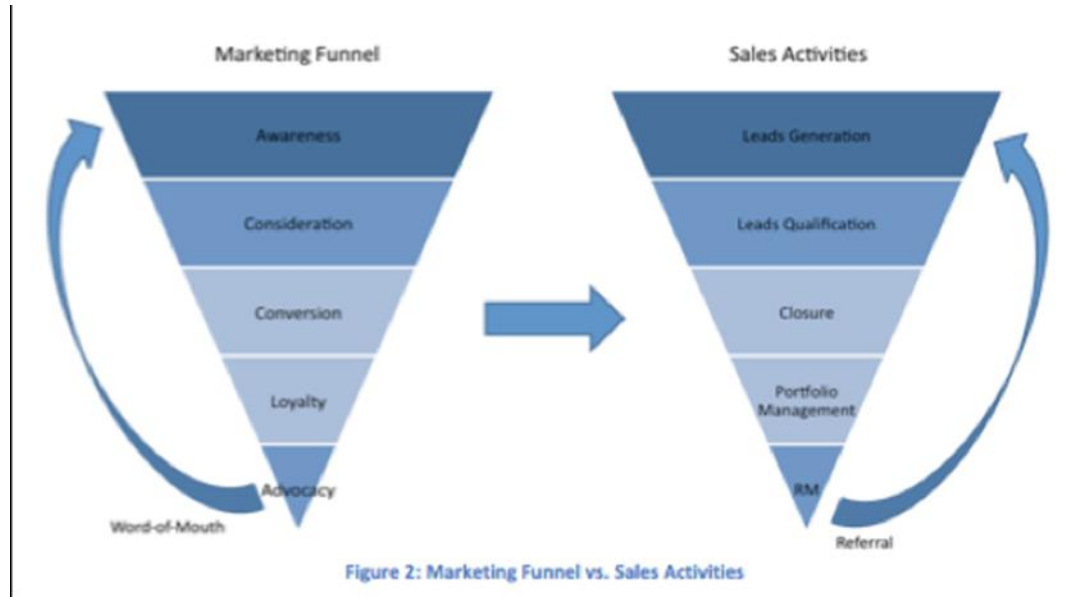 Marketing Funnel
Awareness
Consideration
Conversion
Loyalty
Advocacy
Word-of-Mouth
Sales Activities
Leads Generation
Leads Qualification
Closure
Portfolio
Management
RM
Referral
Figure 2: Marketing Funnel vs. Sales Activities